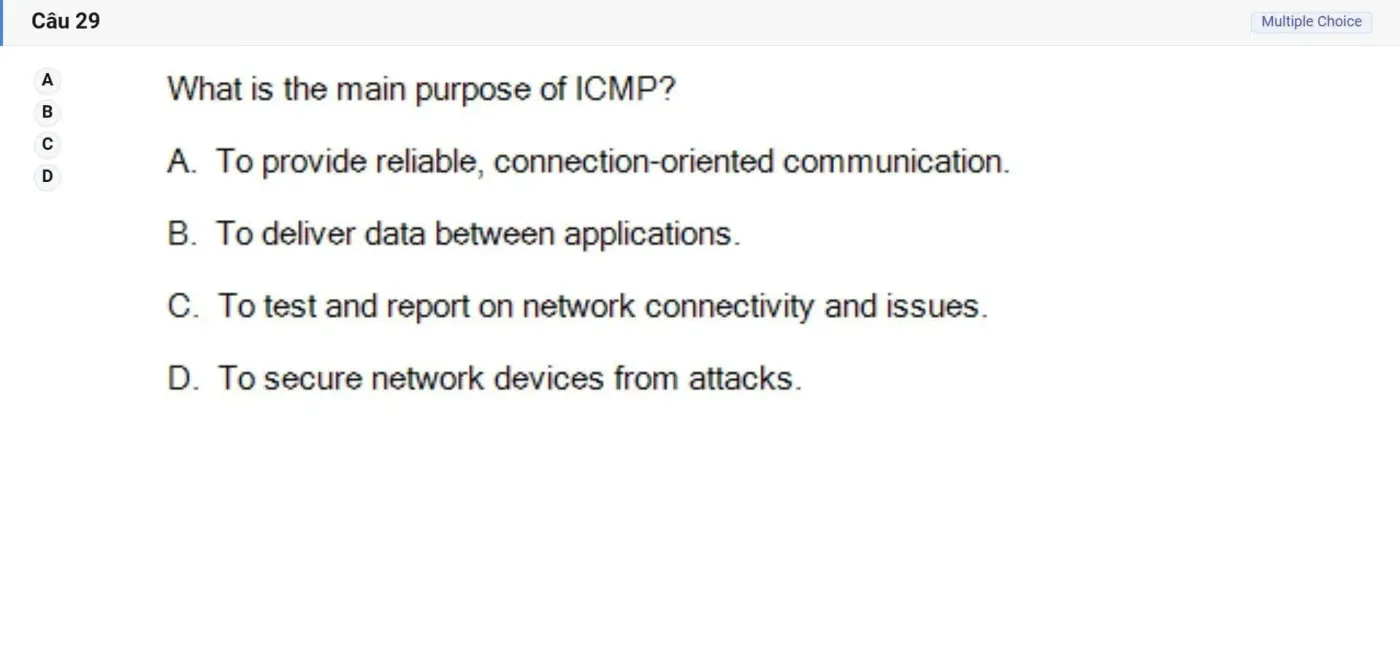 Câu 29
Multiple Choice
A
B
C
D
What is the main purpose of ICMP?
A. To provide reliable, connection-oriented communication.
B. To deliver data between applications.
C. To test and report on network connectivity and issues.
D. To secure network devices from attacks.